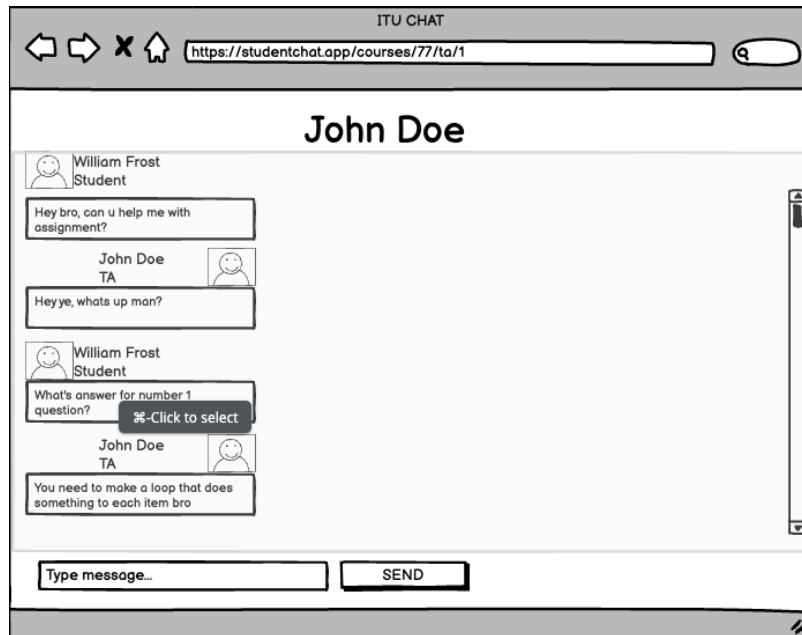 ITU CHAT
https://studentchat.app/courses/77/ta/1
John Doe
William Frost
Student
Hey bro, can u help me with
assignment?
John Doe
TA
Hey ye, whats up man?
William Frost
Student
What's answer for number 1
question?
⌘-Click to select
John Doe
TA
You need to make a loop that does
something to each item bro
Type message...
SEND